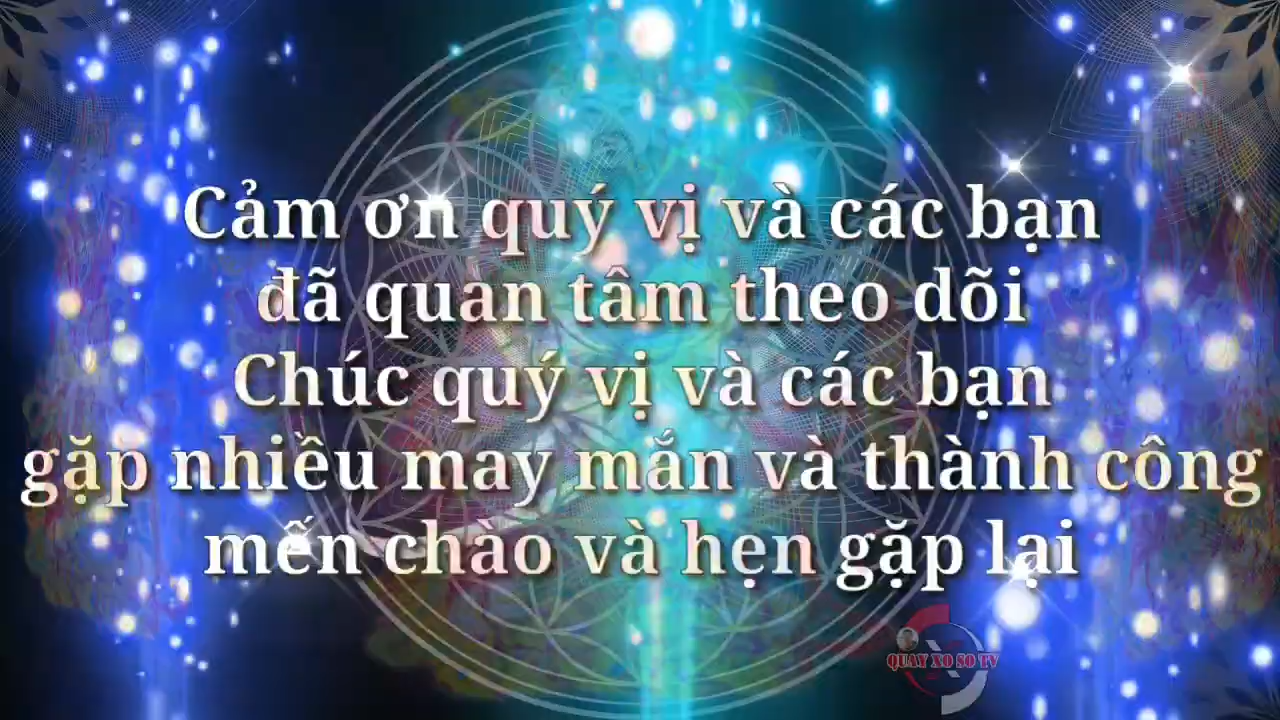 Cảm ơn quý vị và các bạn
đã quan tâm theo dõi
Chúc quý vị và các bạn
gặp nhiều may mắn và thành công
mến chào và hẹn gặp lại
QUAY XO SO TV